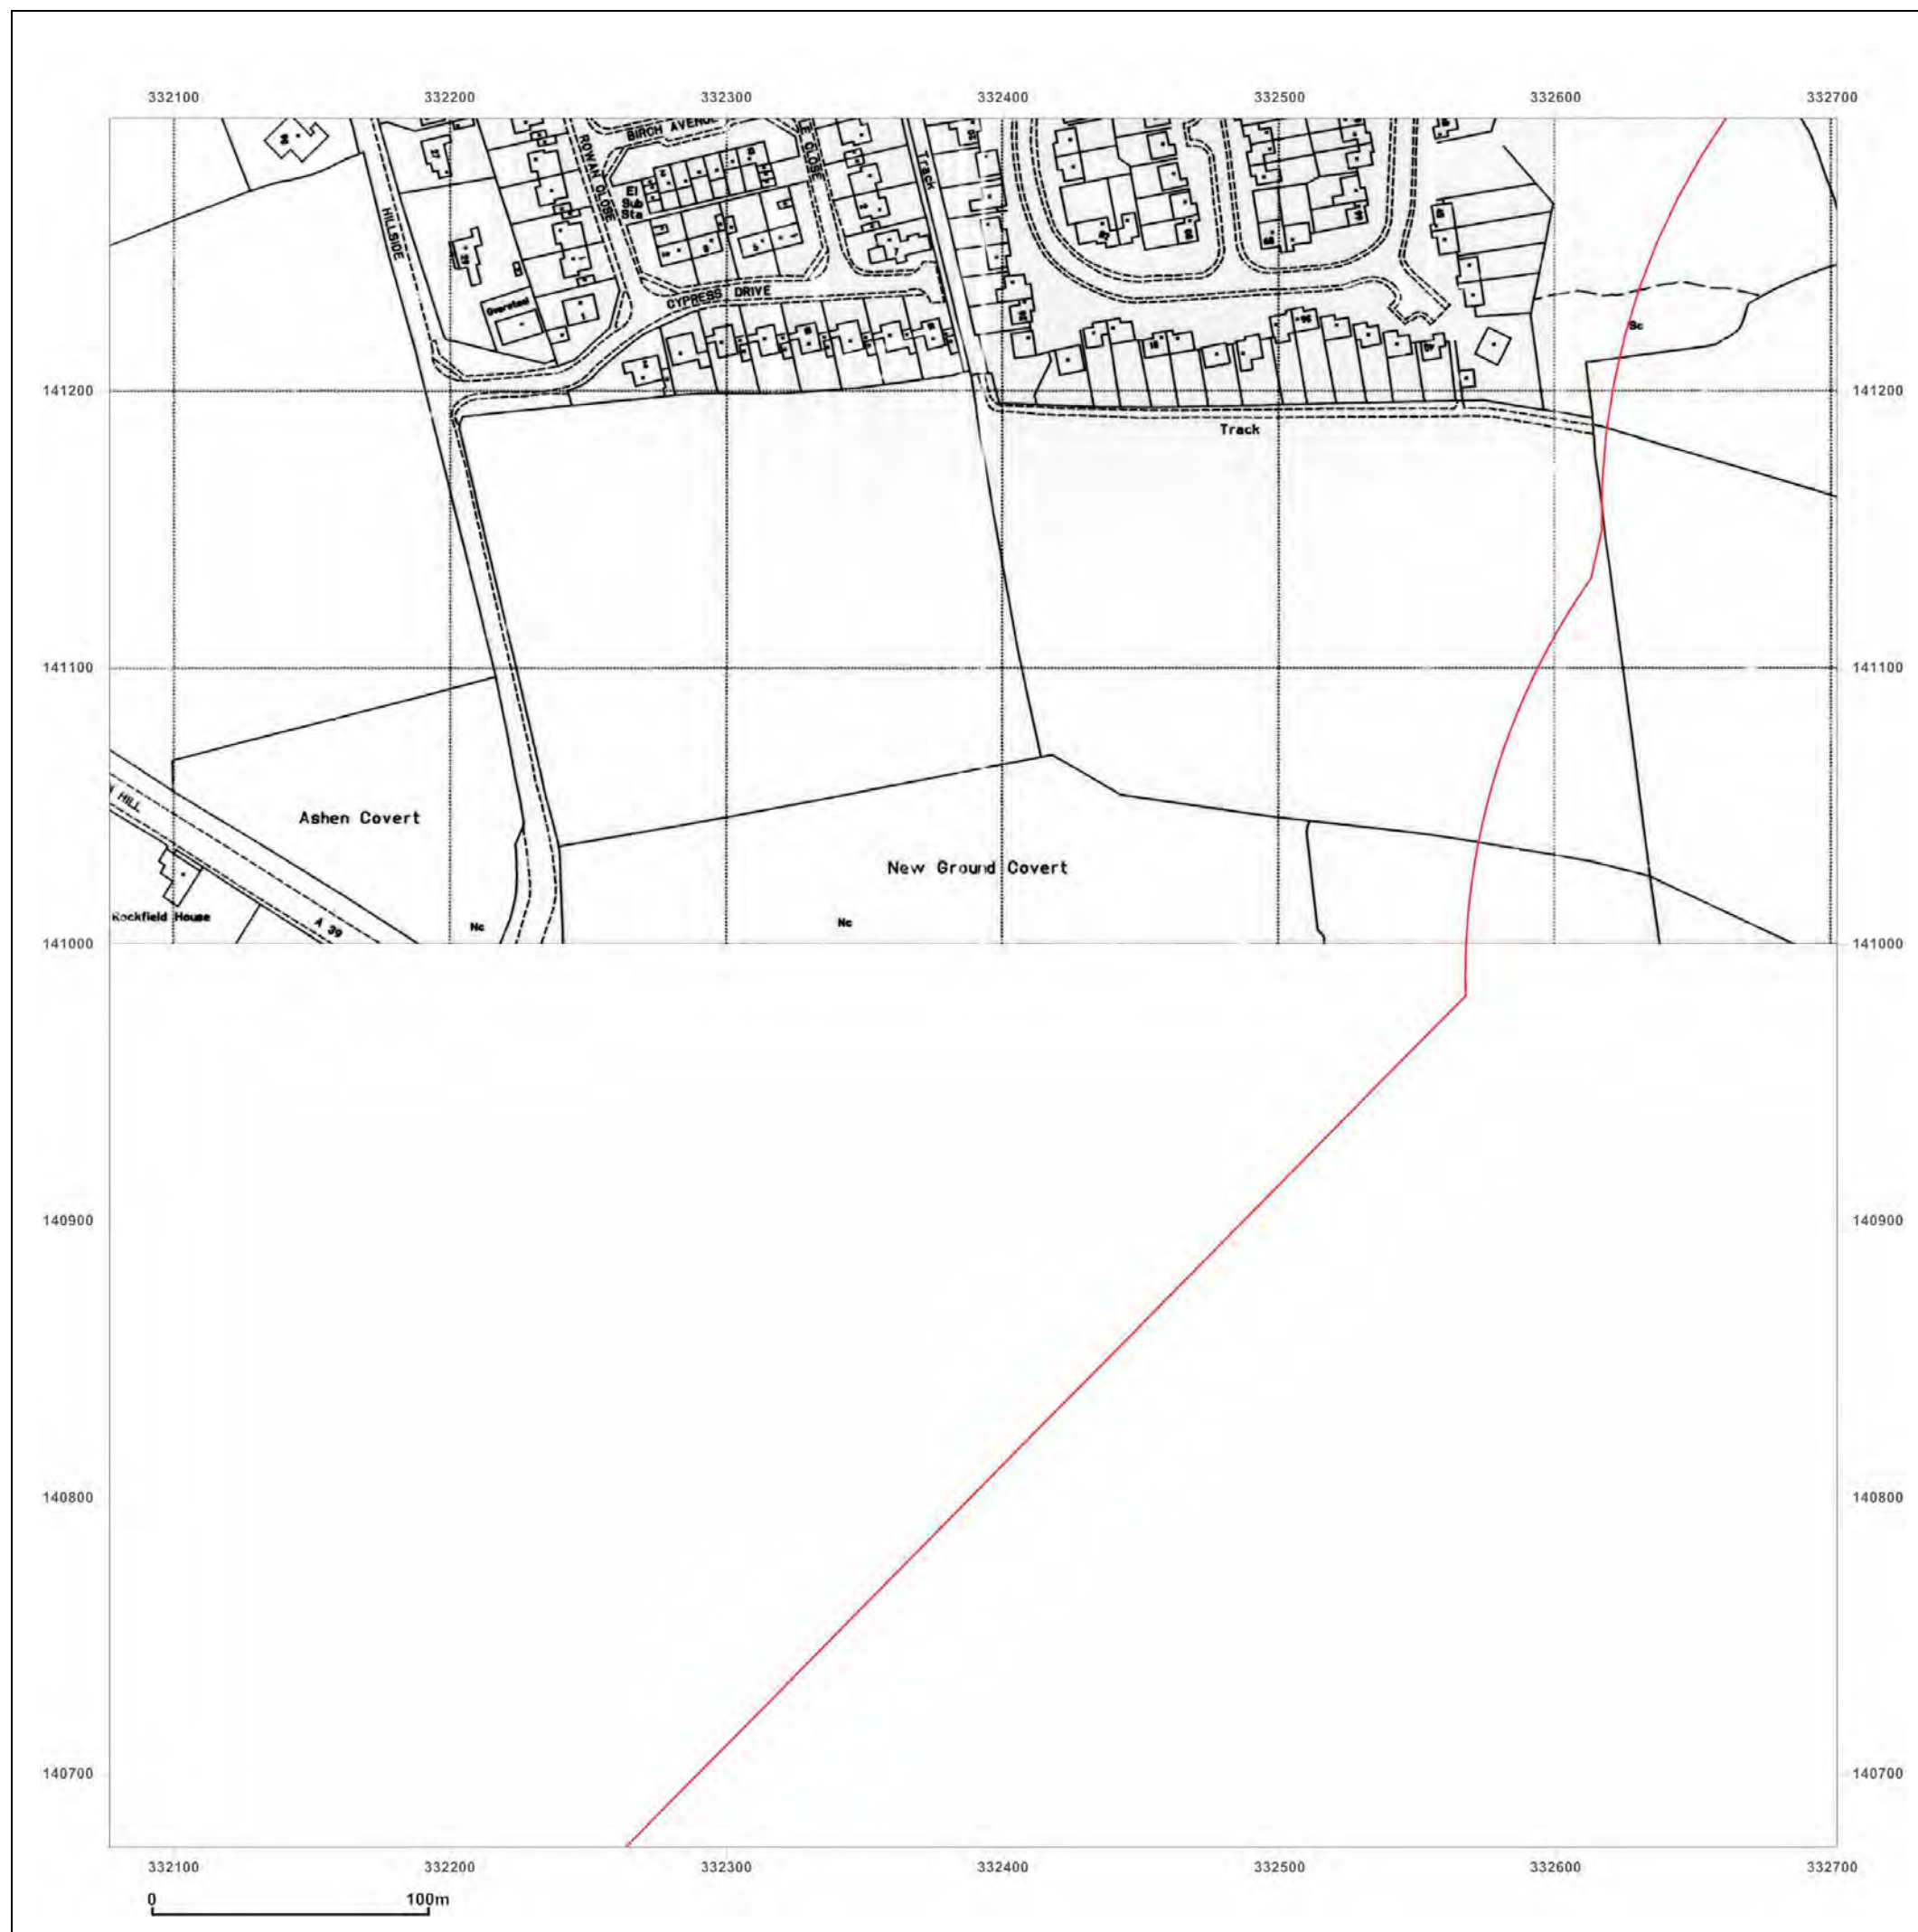 332100 332200 332300 332400 332500 332600 332700
BIRCH AVENUE
ROWAN CLOSE
CLOSE
Track
El
Sub
Sta
HILLSIDE
CYPRESS DRIVE
Sc
141200 141200
Track
141100 141100
HILL
Ashen Covert
New Ground Covert
Rockfield House
A 39
Nc
Nc
141000 141000
140900 140900
140800 140800
140700 140700
332100 332200 332300 332400 332500 332600 332700
0 100m